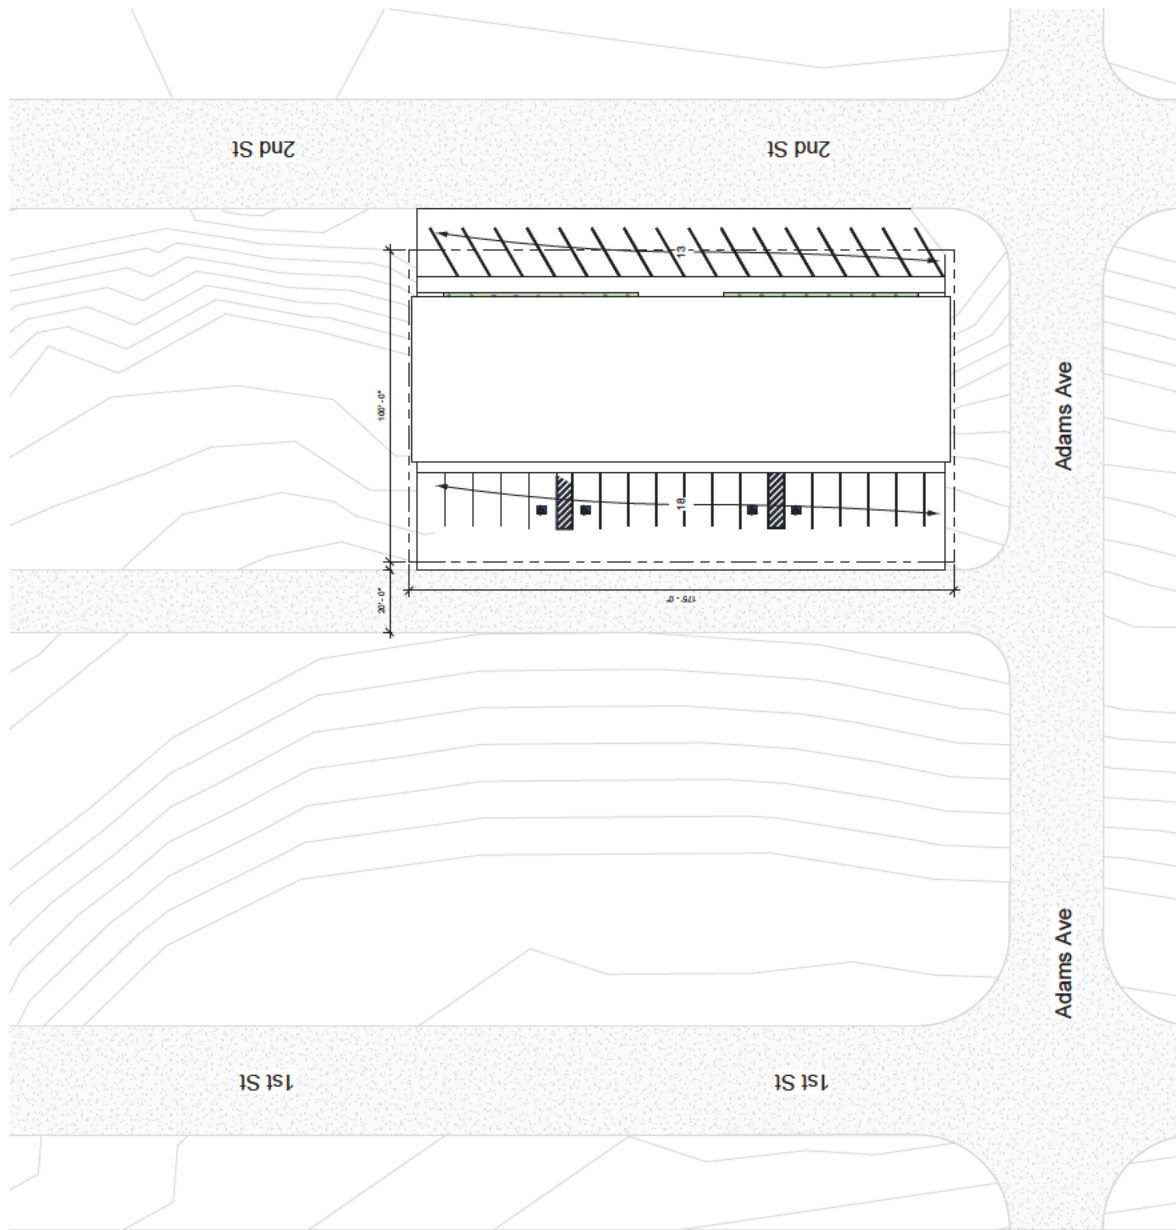 2nd St
2nd St
13
100' - 0"
Adams Ave
18
20' - 0"
175' - 0"
Adams Ave
1st St
1st St